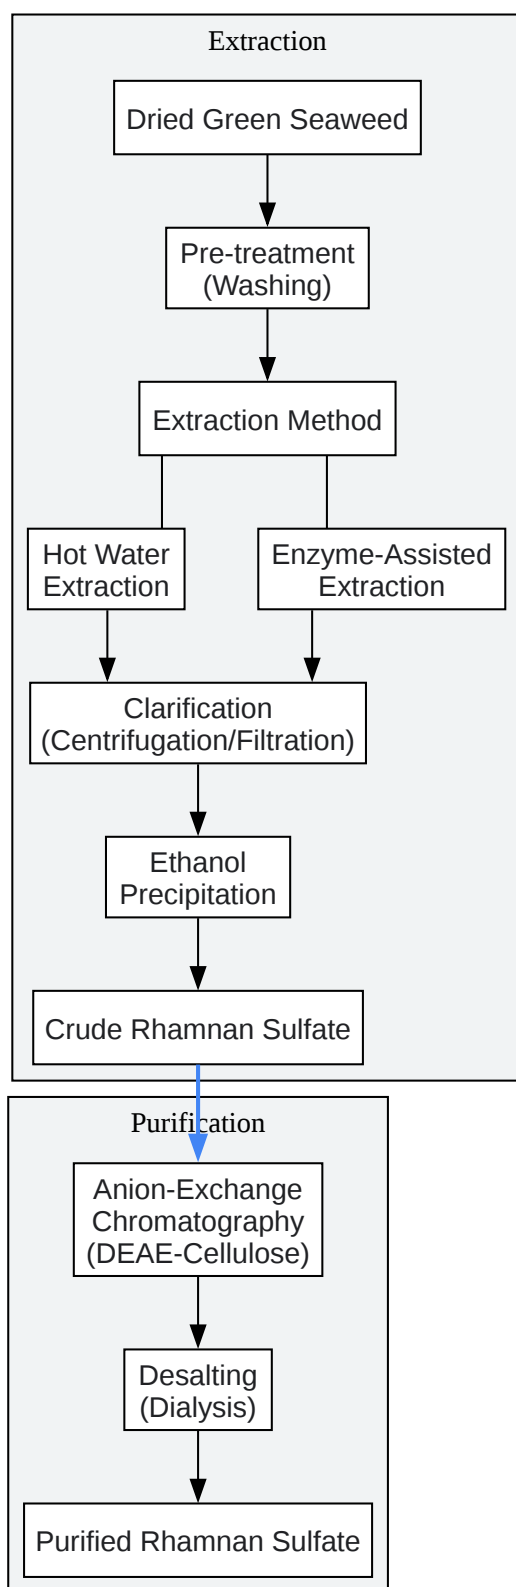 Extraction
Dried Green Seaweed
Pre-treatment
(Washing)
Extraction Method
Hot Water
Extraction
Enzyme-Assisted
Extraction
Clarification
(Centrifugation/Filtration)
Ethanol
Precipitation
Crude Rhamnan Sulfate
Purification
Anion-Exchange
Chromatography
(DEAE-Cellulose)
Desalting
(Dialysis)
Purified Rhamnan Sulfate